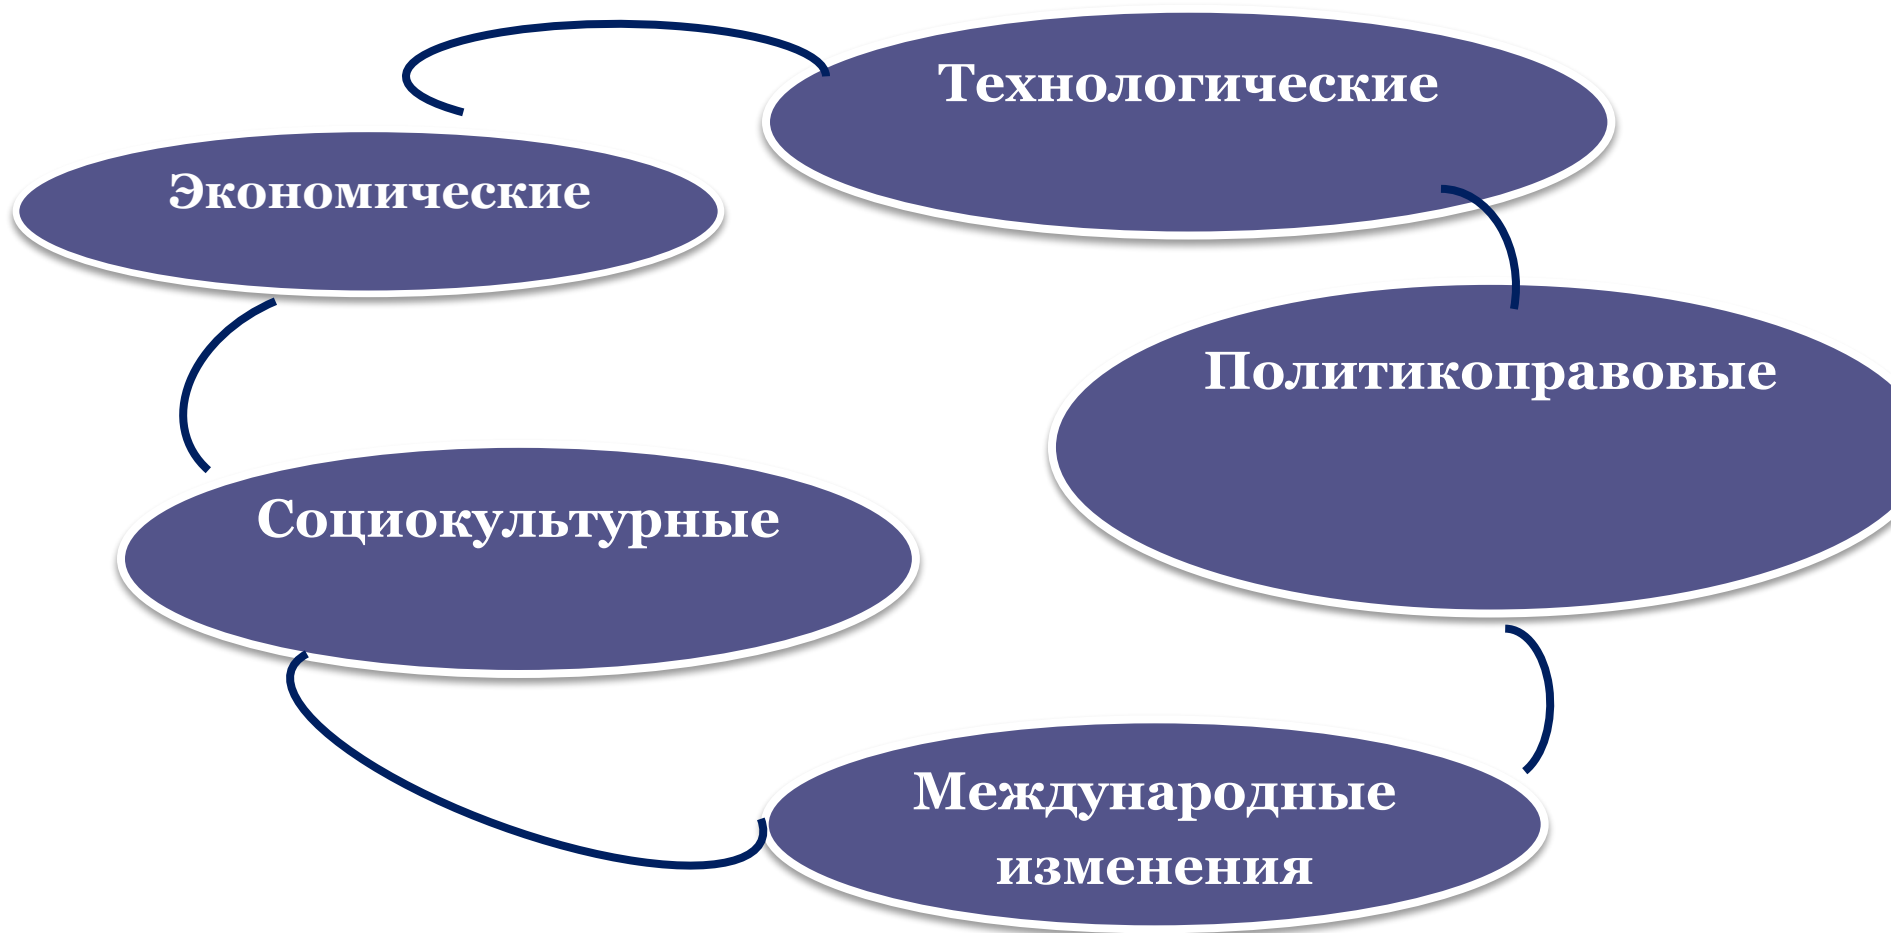 Технологические
Экономические
Политикоправовые
Социокультурные
Международные
изменения